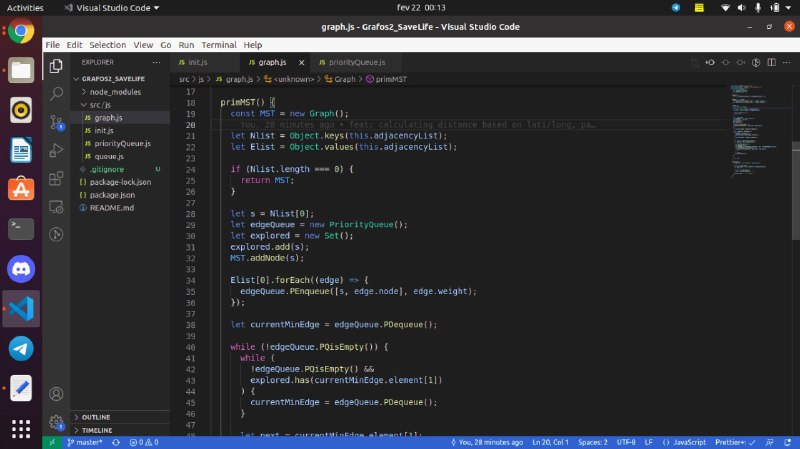 Activities
Visual Studio Code
fev 22 00:13
graph.js - Grafos2_SaveLife - Visual Studio Code
File Edit Selection View Go Run Terminal Help
EXPLORER
GRAFOS2_SAVELIFE
node_modules
src / js
JS graph.js
JS init.js
JS priorityQueue.js
JS queue.js
.gitignore
{} package-lock.json
{} package.json
README.md
OUTLINE
TIMELINE
JS init.js
JS graph.js
JS priorityQueue.js
src > js > JS graph.js > <unknown> > Graph > primMST
17
18 primMST() {
19 const MST = new Graph();
20 You, 28 minutes ago • feat: calculating distance based on lati/long, pa…
21 let Nlist = Object.keys(this.adjacencyList);
22 let Elist = Object.values(this.adjacencyList);
23
24 if (Nlist.length === 0) {
25 return MST;
26 }
27
28 let s = Nlist[0];
29 let edgeQueue = new PriorityQueue();
30 let explored = new Set();
31 explored.add(s);
32 MST.addNode(s);
33
34 Elist[0].forEach((edge) => {
35 edgeQueue.PEnqueue([s, edge.node], edge.weight);
36 });
37
38 let currentMinEdge = edgeQueue.PDequeue();
39
40 while (!edgeQueue.PQisEmpty()) {
41 while (
42 !edgeQueue.PQisEmpty() &&
43 explored.has(currentMinEdge.element[1])
44 ) {
45 currentMinEdge = edgeQueue.PDequeue();
46 }
47
48 let next = currentMinEdge.element[1];
master*
0 0
You, 28 minutes ago
Ln 20, Col 1
Spaces: 2
UTF-8
LF
{} JavaScript
Prettier+: ✓